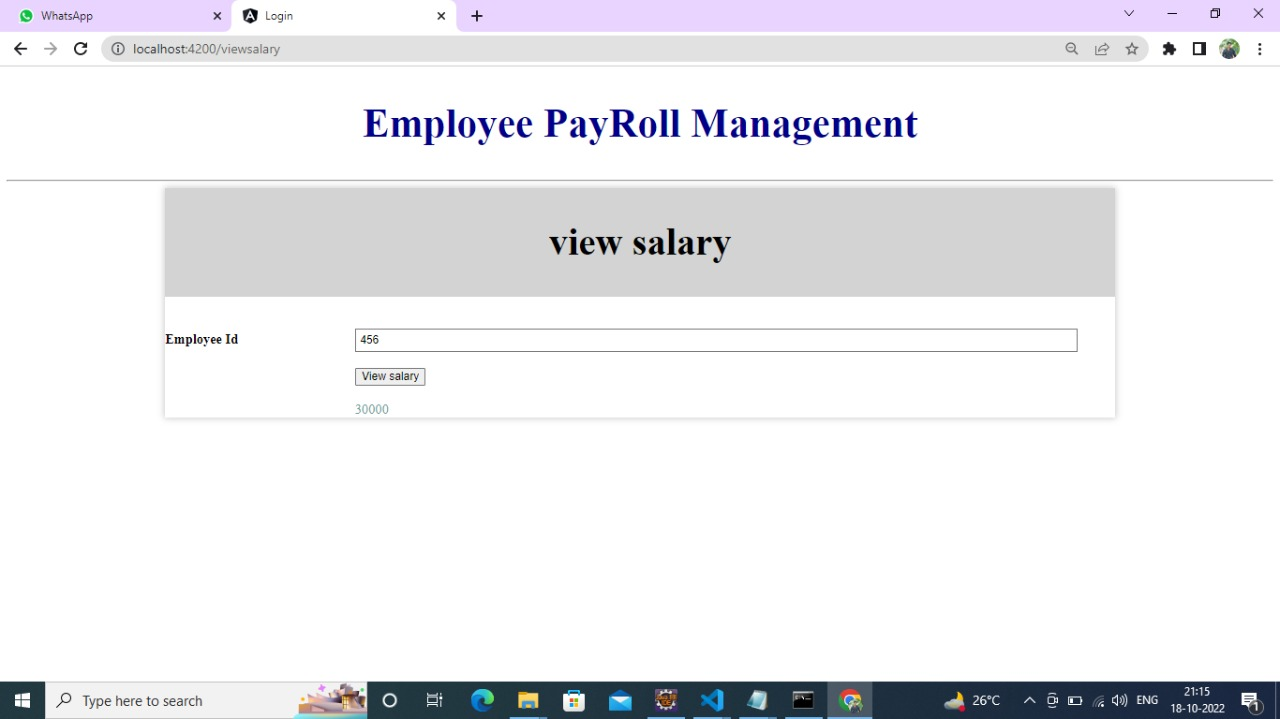 WhatsApp
Login
localhost:4200/viewsalary
Employee PayRoll Management
view salary
Employee Id
456
View salary
30000
Type here to search
26°C
ENG
21:15
18-10-2022
1